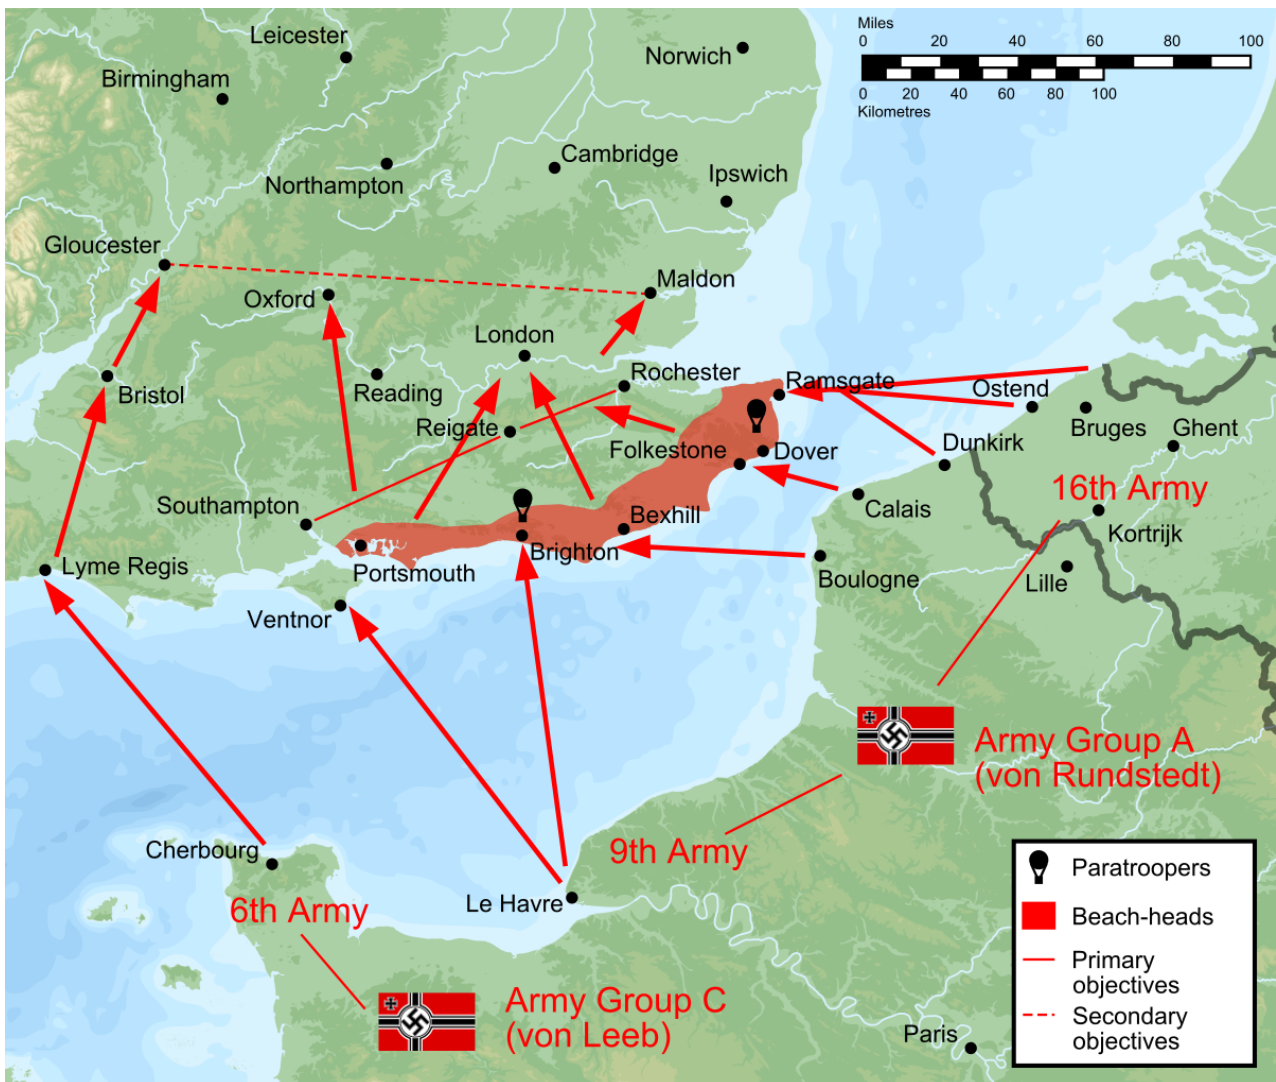 Leicester
Norwich
Miles
0 20 40 60 80 100
0 20 40 60 80 100
Kilometres
Birmingham
Cambridge
Northampton
Ipswich
Gloucester
Maldon
Oxford
London
Rochester
Ramsgate
Reading
Bristol
Ostend
Bruges
Ghent
Reigate
Folkestone
Dover
Dunkirk
16th Army
Southampton
Calais
Bexhill
Kortrijk
Brighton
Lyme Regis
Portsmouth
Boulogne
Lille
Ventnor
Army Group A
(von Rundstedt)
9th Army
Cherbourg
Le Havre
6th Army
Army Group C
(von Leeb)
Paris
Paratroopers
Beach-heads
Primary
objectives
Secondary
objectives